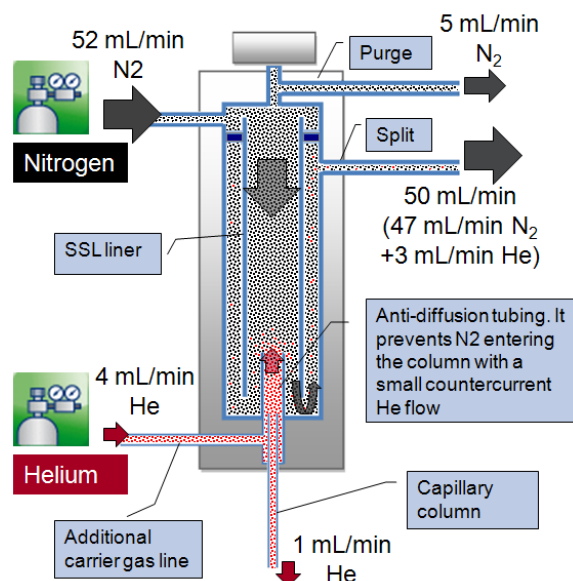 52 mL/min
N2
Nitrogen
Purge
5 mL/min
N₂
Split
50 mL/min
(47 mL/min N₂
+3 mL/min He)
SSL liner
Anti-diffusion tubing. It
prevents N2 entering
the column with a
small countercurrent
He flow
4 mL/min
He
Helium
Additional
carrier gas line
Capillary
column
1 mL/min
He